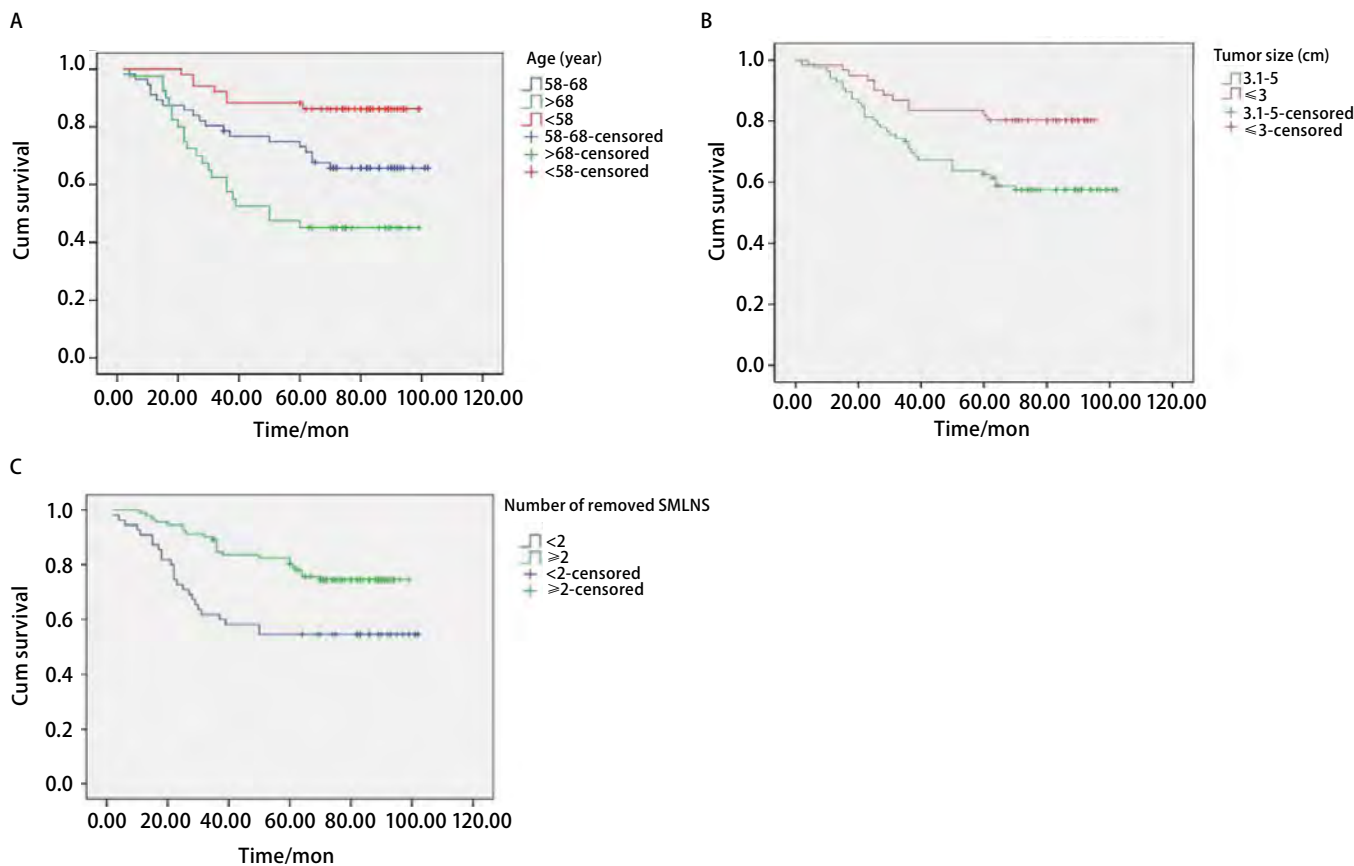 A
Cum survival
1.0
0.8
0.6
0.4
0.2
0.0
0.00 20.00 40.00 60.00 80.00 100.00 120.00
Time/mon
Age (year)
58-68
>68
<58
58-68-censored
>68-censored
<58-censored
B
Cum survival
1.0
0.8
0.6
0.4
0.2
0.0
0.00 20.00 40.00 60.00 80.00 100.00 120.00
Time/mon
Tumor size (cm)
3.1-5
⩽3
3.1-5-censored
⩽3-censored
C
Cum survival
1.0
0.8
0.6
0.4
0.2
0.0
0.00 20.00 40.00 60.00 80.00 100.00 120.00
Time/mon
Number of removed SMLNS
<2
⩾2
<2-censored
⩾2-censored